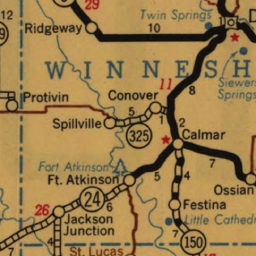 29
Twin Springs
Ridgeway
10
D
9
WINNESH
Siewers
Springs
8
11
Protivin
Conover
5
1
Spillville
325
2
Calmar
Fort Atkinson
Ft. Atkinson
5
4
7
24
6
Ossian
26
Jackson
Junction
Festina
Little Cathedr
4
7
150
St. Lucas